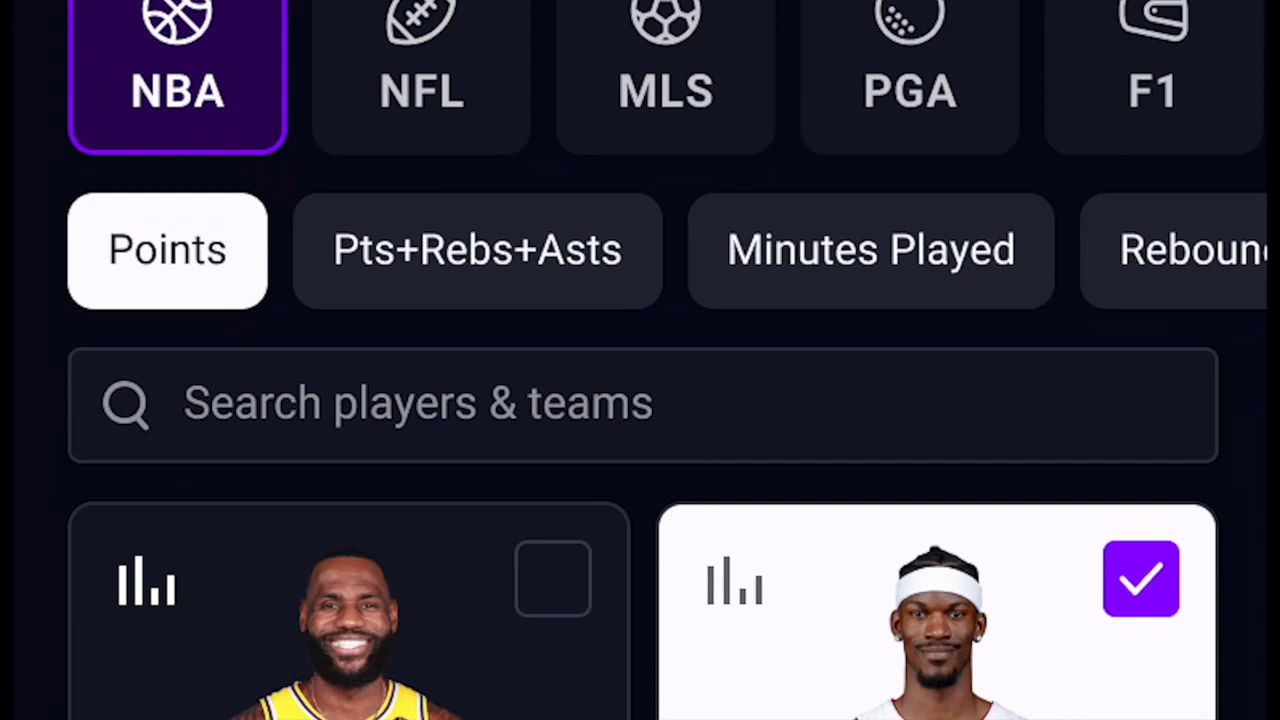 NBA NFL MLS PGA F1
Points Pts+Rebs+Asts Minutes Played
Search players & teams